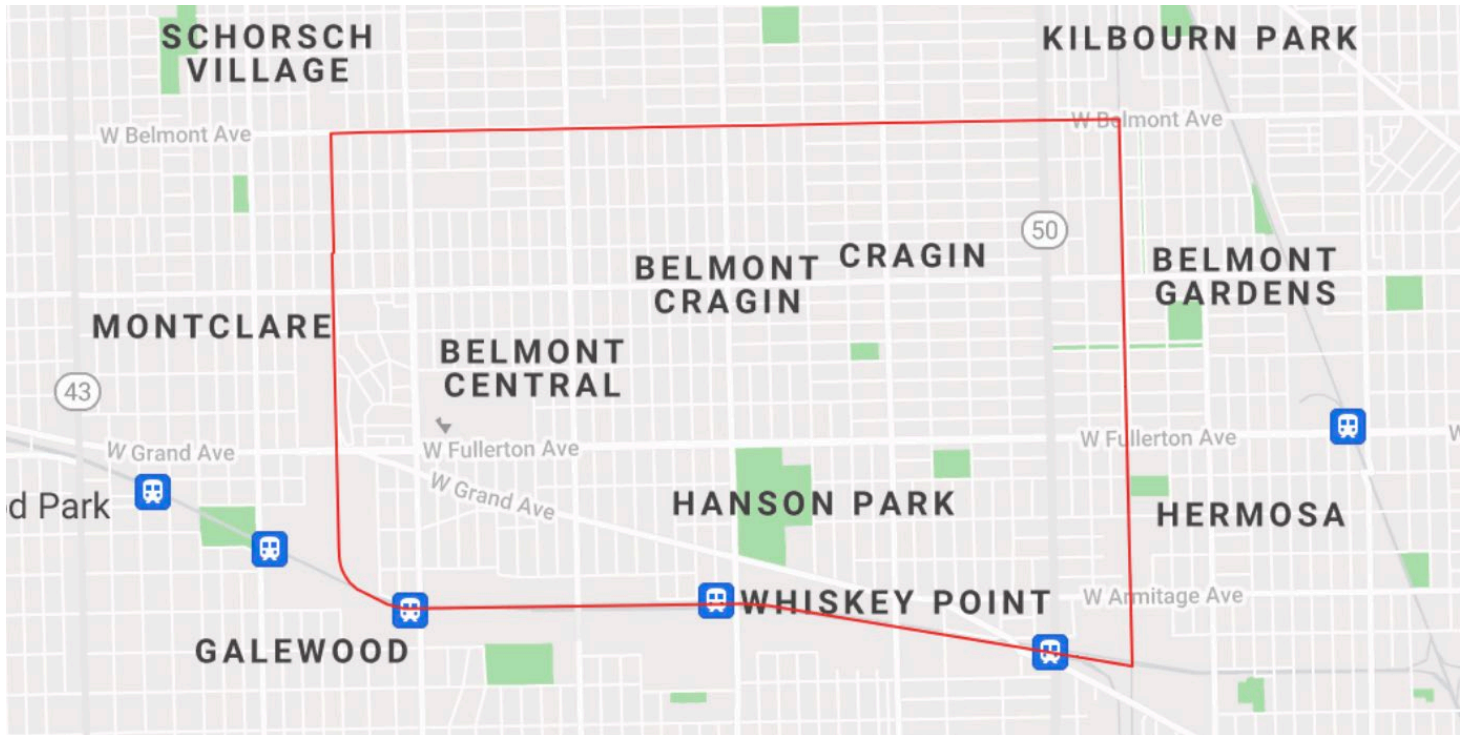 SCHORSCH
VILLAGE
KILBOURN PARK
W Belmont Ave
W Belmont Ave
50
CRAGIN
BELMONT
CRAGIN
BELMONT
GARDENS
MONTCLARE
BELMONT
CENTRAL
43
W Fullerton Ave
W
W Grand Ave
W Fullerton Ave
W Grand Ave
d Park
HANSON PARK
HERMOSA
WHISKEY POINT
W Armitage Ave
GALEWOOD